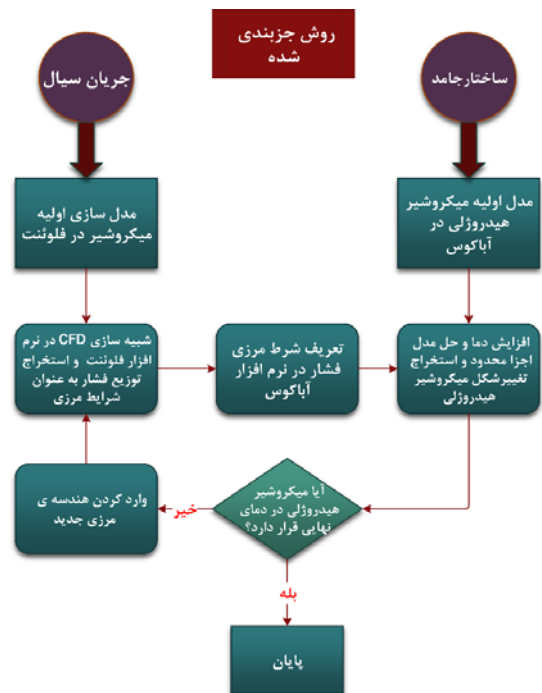 روش جزبندی
شده
ساختارجامد
جریان سیال
مدل اولیه میکروشیر
هیدروژلی در
آباکوس
مدل سازی اولیه
میکروشیر در فلوئنت
افزایش دما و حل مدل
اجزا محدود و استخراج
تغییرشکل میکروشیر
هیدروژلی
تعریف شرط مرزی
فشار در نرم افزار
آباکوس
شبیه سازی CFD در نرم
افزار فلوئنت و استخراج
توزیع فشار به عنوان
شرایط مرزی
آیا میکروشیر
هیدروژلی در دمای
نهایی قرار دارد؟
خیر
وارد کردن هندسه ی
مرزی جدید
بله
پایان